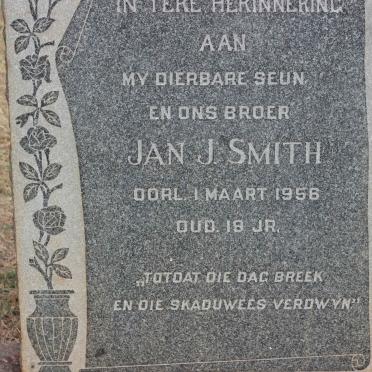 IN TERE HERINNERING
AAN
MY DIERBARE SEUN,
EN ONS BROER
JAN J. SMITH
OORL. 1 MAART 1956
OUD. 18 JR.
„TOTDAT DIE DAG BREEK
EN DIE SKADUWEES VERDWYN"